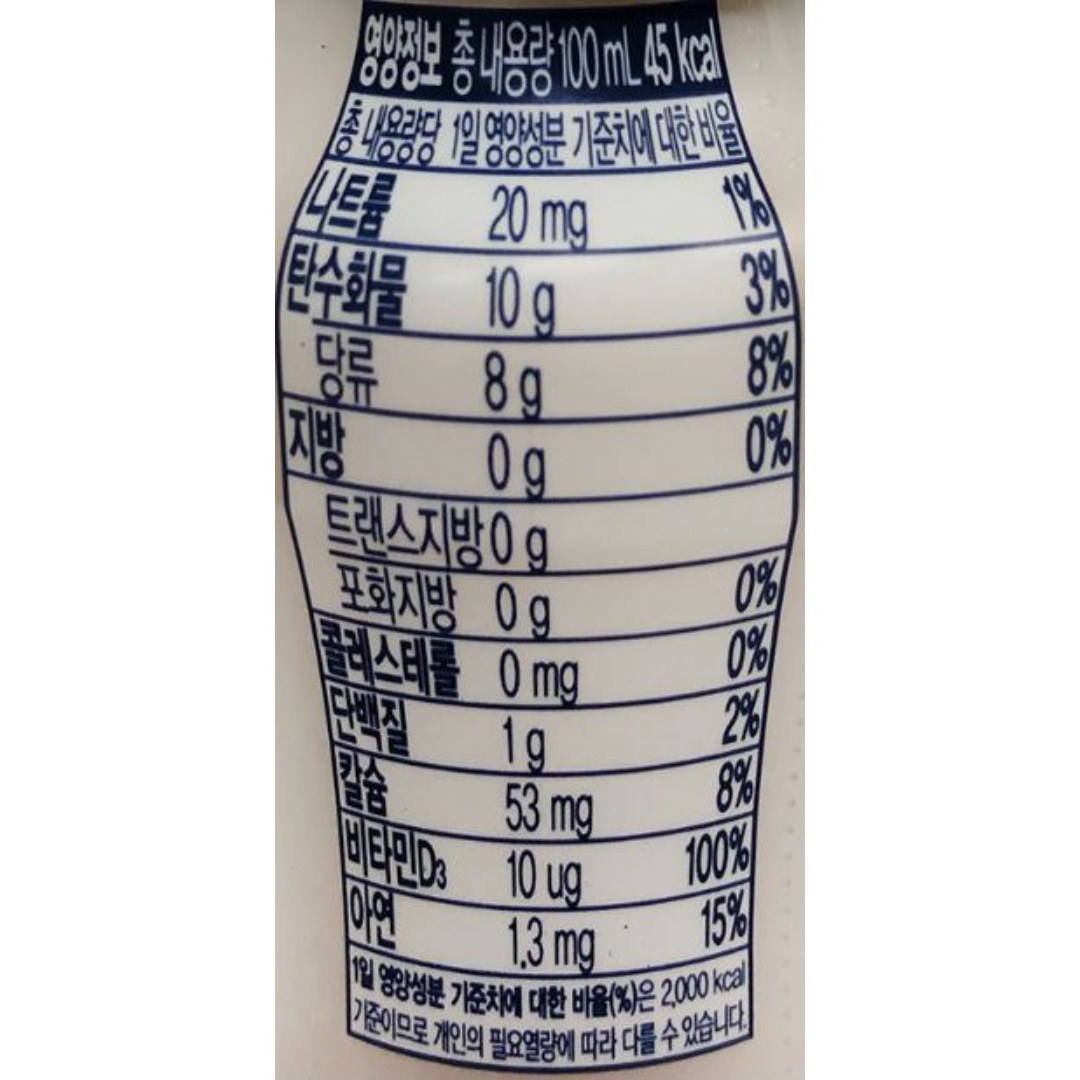 영양정보 총 내용량 100 mL 45 kcal
총 내용량당 1일 영양성분 기준치에 대한 비율
나트륨 20 mg 1%
탄수화물 10 g 3%
당류 8 g 8%
지방 0 g 0%
트랜스지방 0 g
포화지방 0 g 0%
콜레스테롤 0 mg 0%
단백질 1 g 2%
칼슘 53 mg 8%
비타민D3 10 ug 100%
아연 1.3 mg 15%
1일 영양성분 기준치에 대한 비율(%)은 2,000 kcal
기준이므로 개인의 필요열량에 따라 다를 수 있습니다.